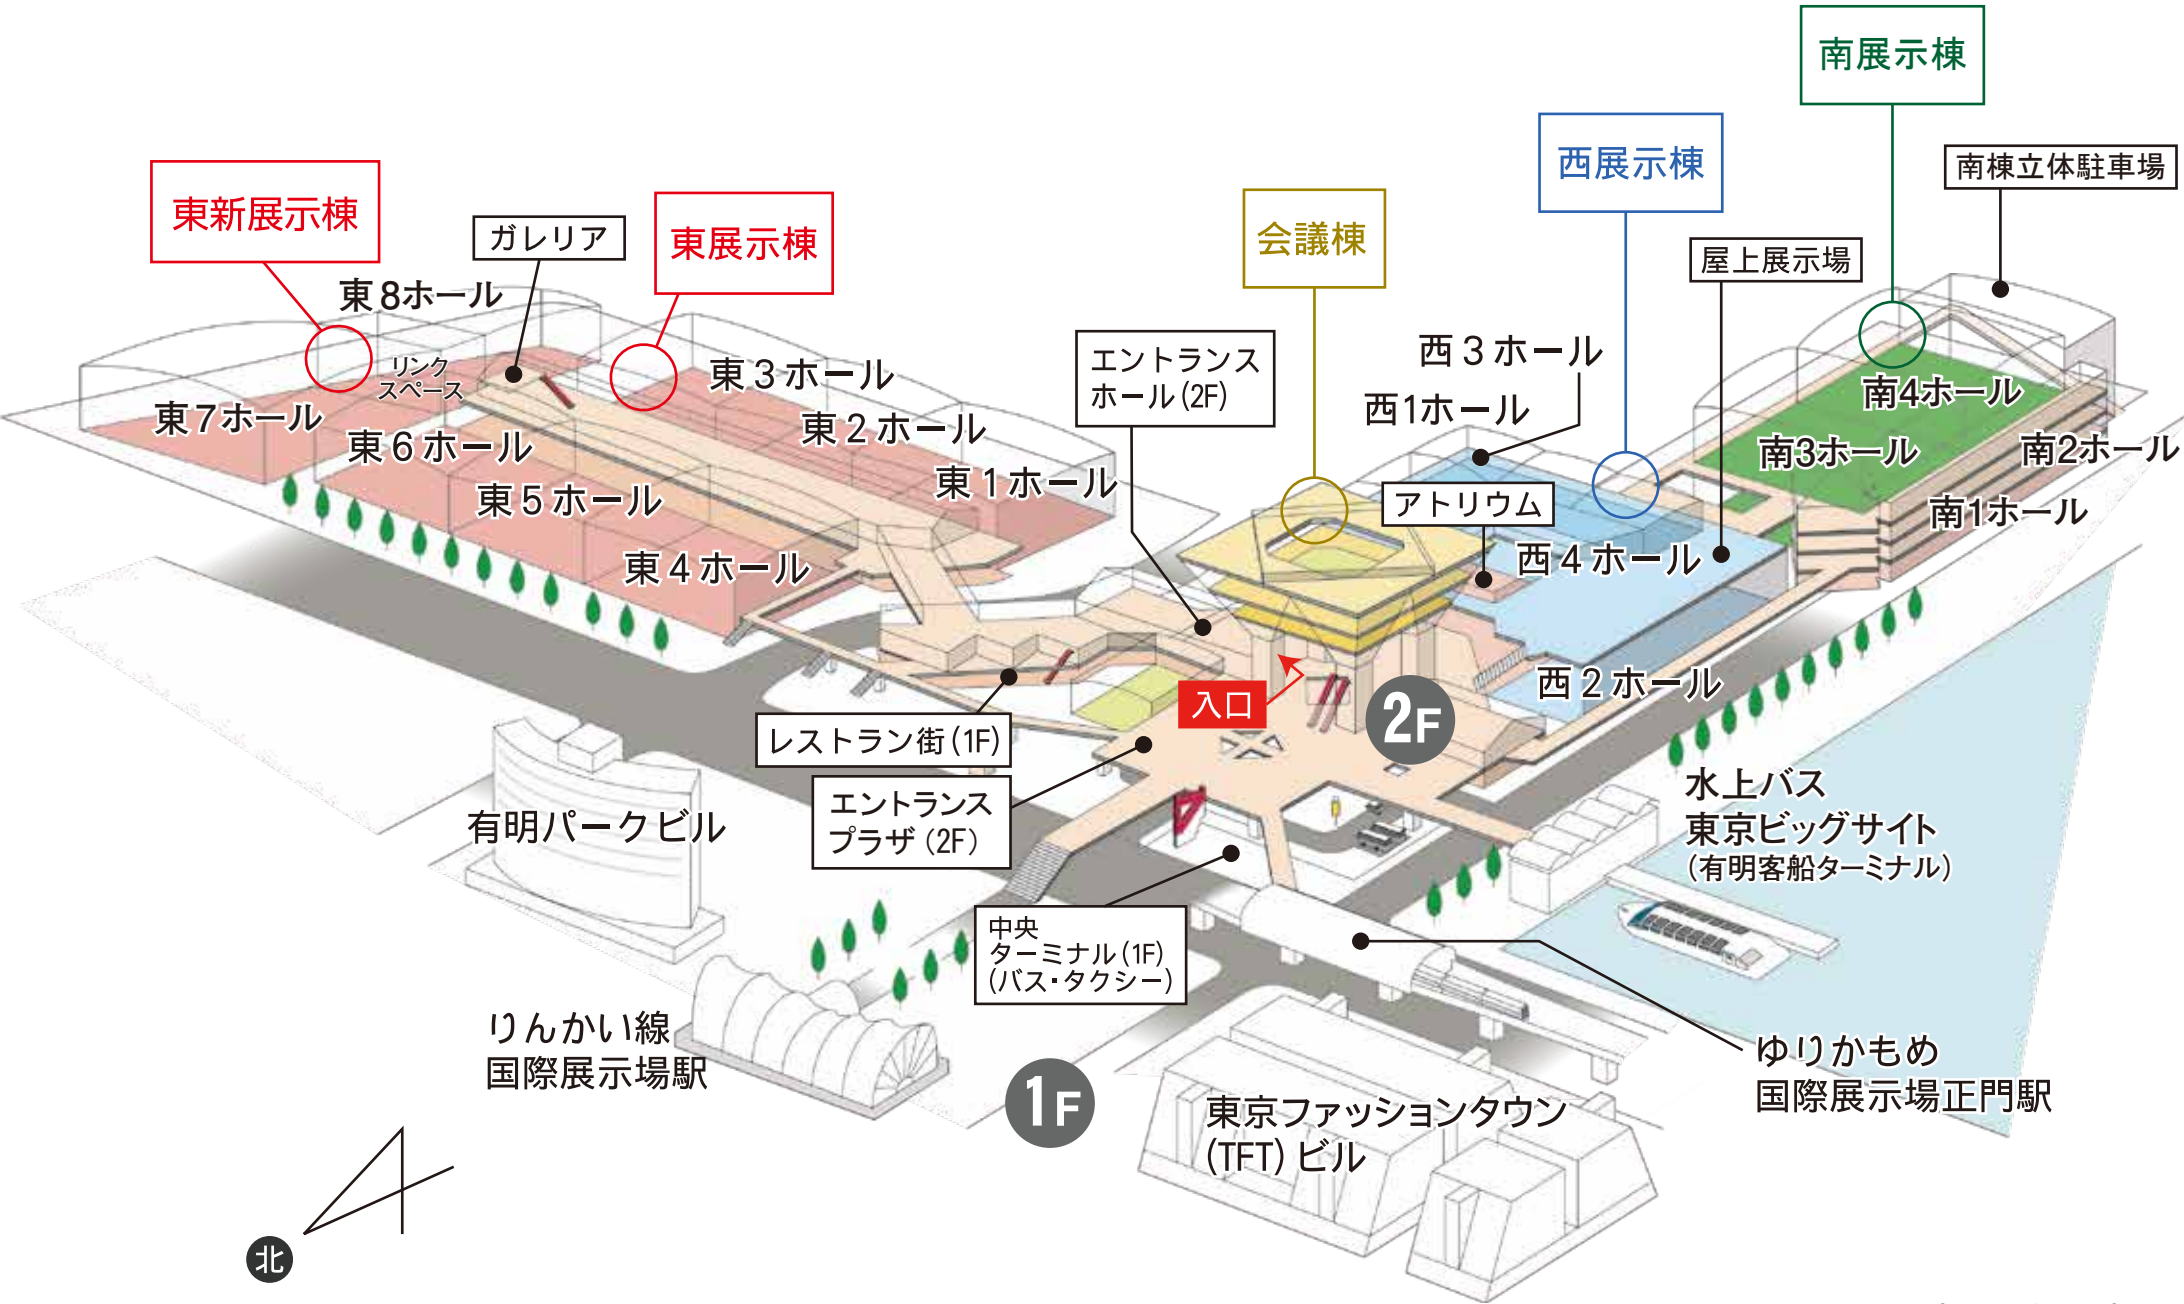 南展示棟
西展示棟
南棟立体駐車場
東新展示棟
東展示棟
会議棟
ガレリア
屋上展示場
東8ホール
リンク
スペース
東3ホール
エントランス
ホール(2F)
西3ホール
西1ホール
南4ホール
東7ホール
東6ホール
東2ホール
南3ホール
南2ホール
東5ホール
東1ホール
アトリウム
南1ホール
東4ホール
西4ホール
西2ホール
入口
2F
レストラン街(1F)
エントランス
プラザ(2F)
有明パークビル
水上バス
東京ビッグサイト
(有明客船ターミナル)
中央
ターミナル(1F)
(バス・タクシー)
りんかい線
国際展示場駅
ゆりかもめ
国際展示場正門駅
1F
東京ファッションタウン
(TFT)ビル
北